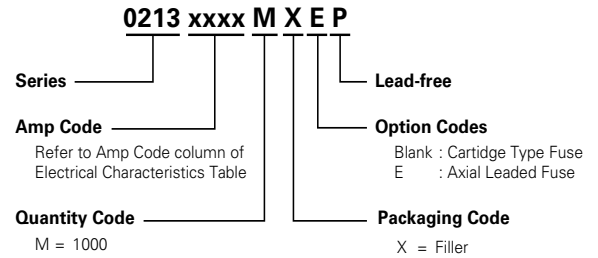 0213 xxxx M X E P
Series
Lead-free
Amp Code
Refer to Amp Code column of
Electrical Characteristics Table
Option Codes
Blank : Cartidge Type Fuse
E : Axial Leaded Fuse
Quantity Code
M = 1000
Packaging Code
X = Filler